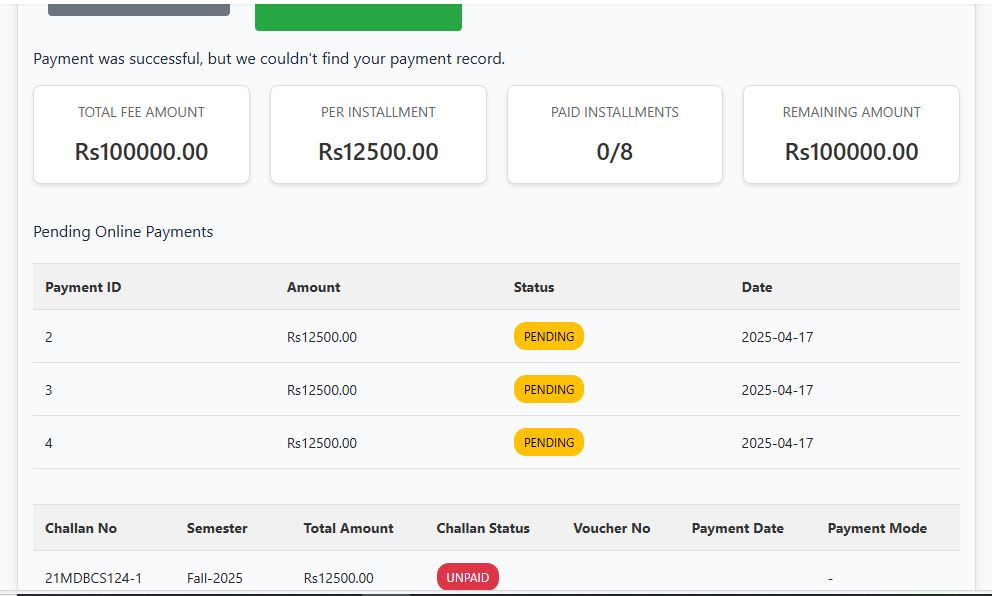 Payment was successful, but we couldn't find your payment record.
TOTAL FEE AMOUNT
Rs100000.00
PER INSTALLMENT
Rs12500.00
PAID INSTALLMENTS
0/8
REMAINING AMOUNT
Rs100000.00
Pending Online Payments
Payment ID Amount Status Date
2 Rs12500.00 PENDING 2025-04-17
3 Rs12500.00 PENDING 2025-04-17
4 Rs12500.00 PENDING 2025-04-17
Challan No Semester Total Amount Challan Status Voucher No Payment Date Payment Mode
21MDBCS124-1 Fall-2025 Rs12500.00 UNPAID -